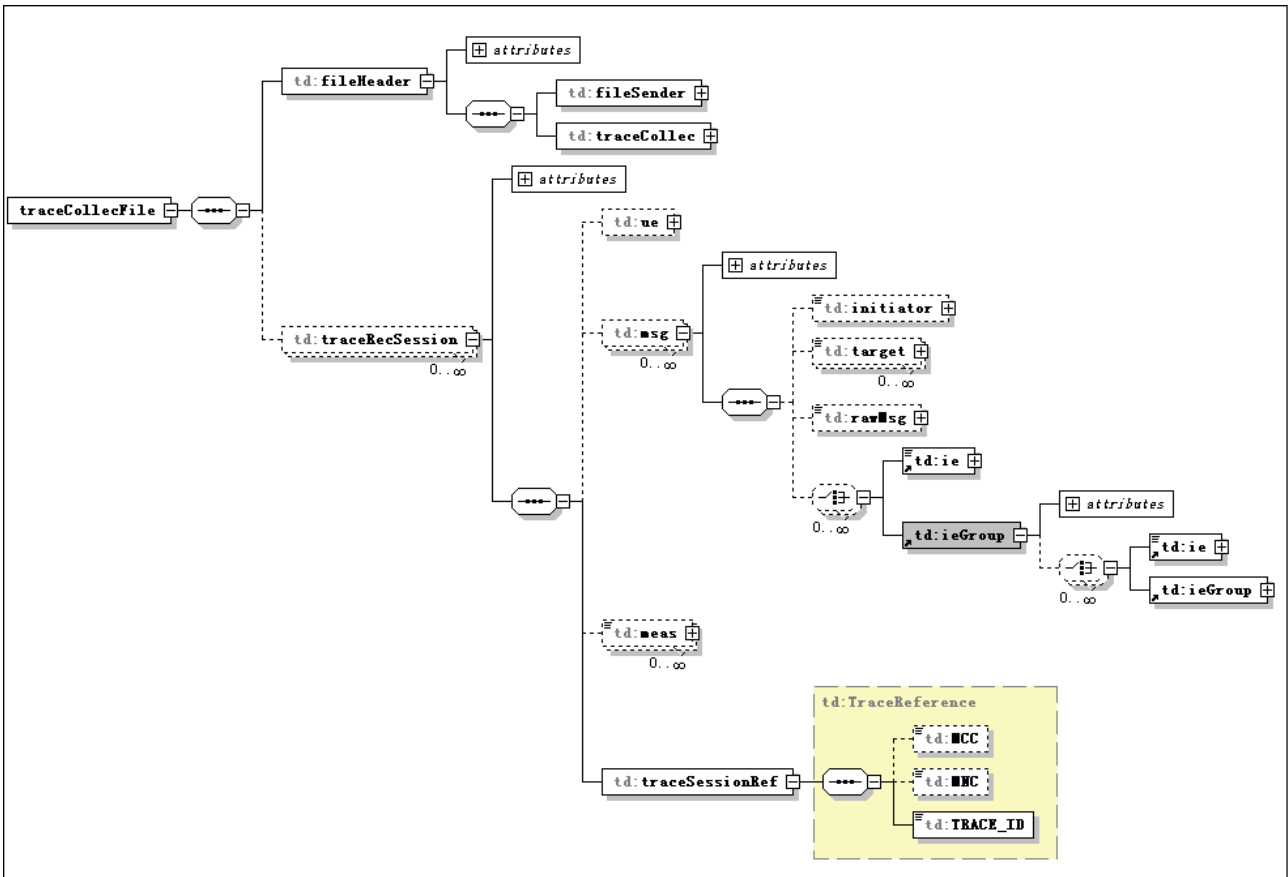 attributes
td:fileHeader
td:fileSender
td:traceCollec
attributes
traceCollecFile
td:ue
attributes
td:initiator
td:msg
0..∞
td:traceRecSession
0..∞
td:target
0..∞
td:rawMsg
td:ie
0..∞
td:ieGroup
attributes
td:ie
0..∞
td:ieGroup
td:meas
0..∞
td:TraceReference
td:MCC
td:MNC
td:traceSessionRef
td:TRACE_ID